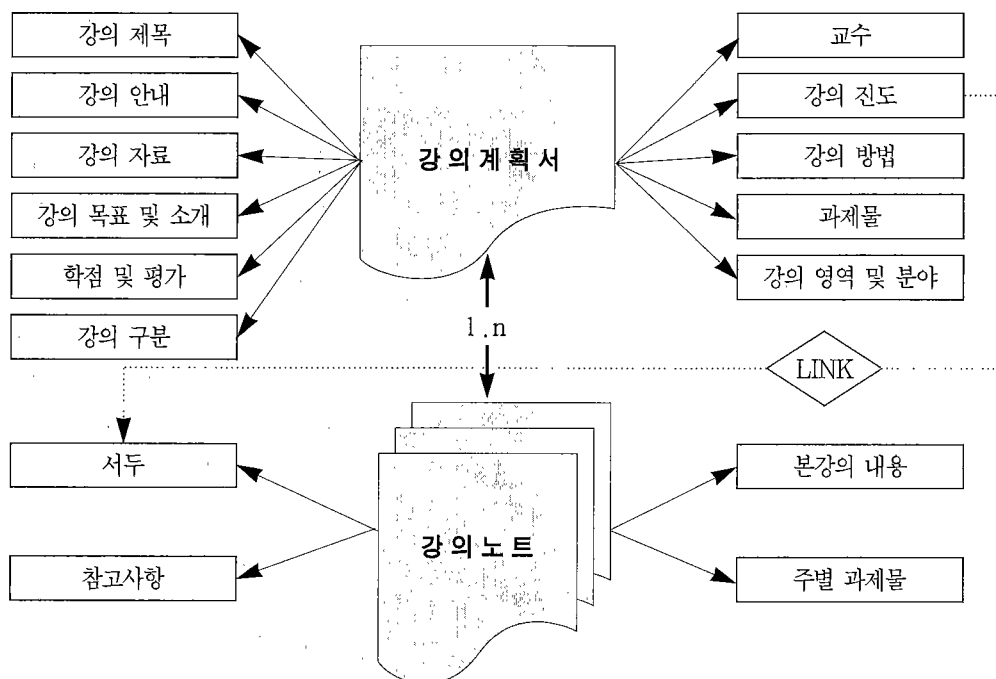 강의 제목
강의 안내
강의 자료
강의 목표 및 소개
학점 및 평가
강의 구분
강의계획서
교수
강의 진도
강의 방법
과제물
강의 영역 및 분야
1.n
LINK
서두
참고사항
강의노트
본강의 내용
주별 과제물